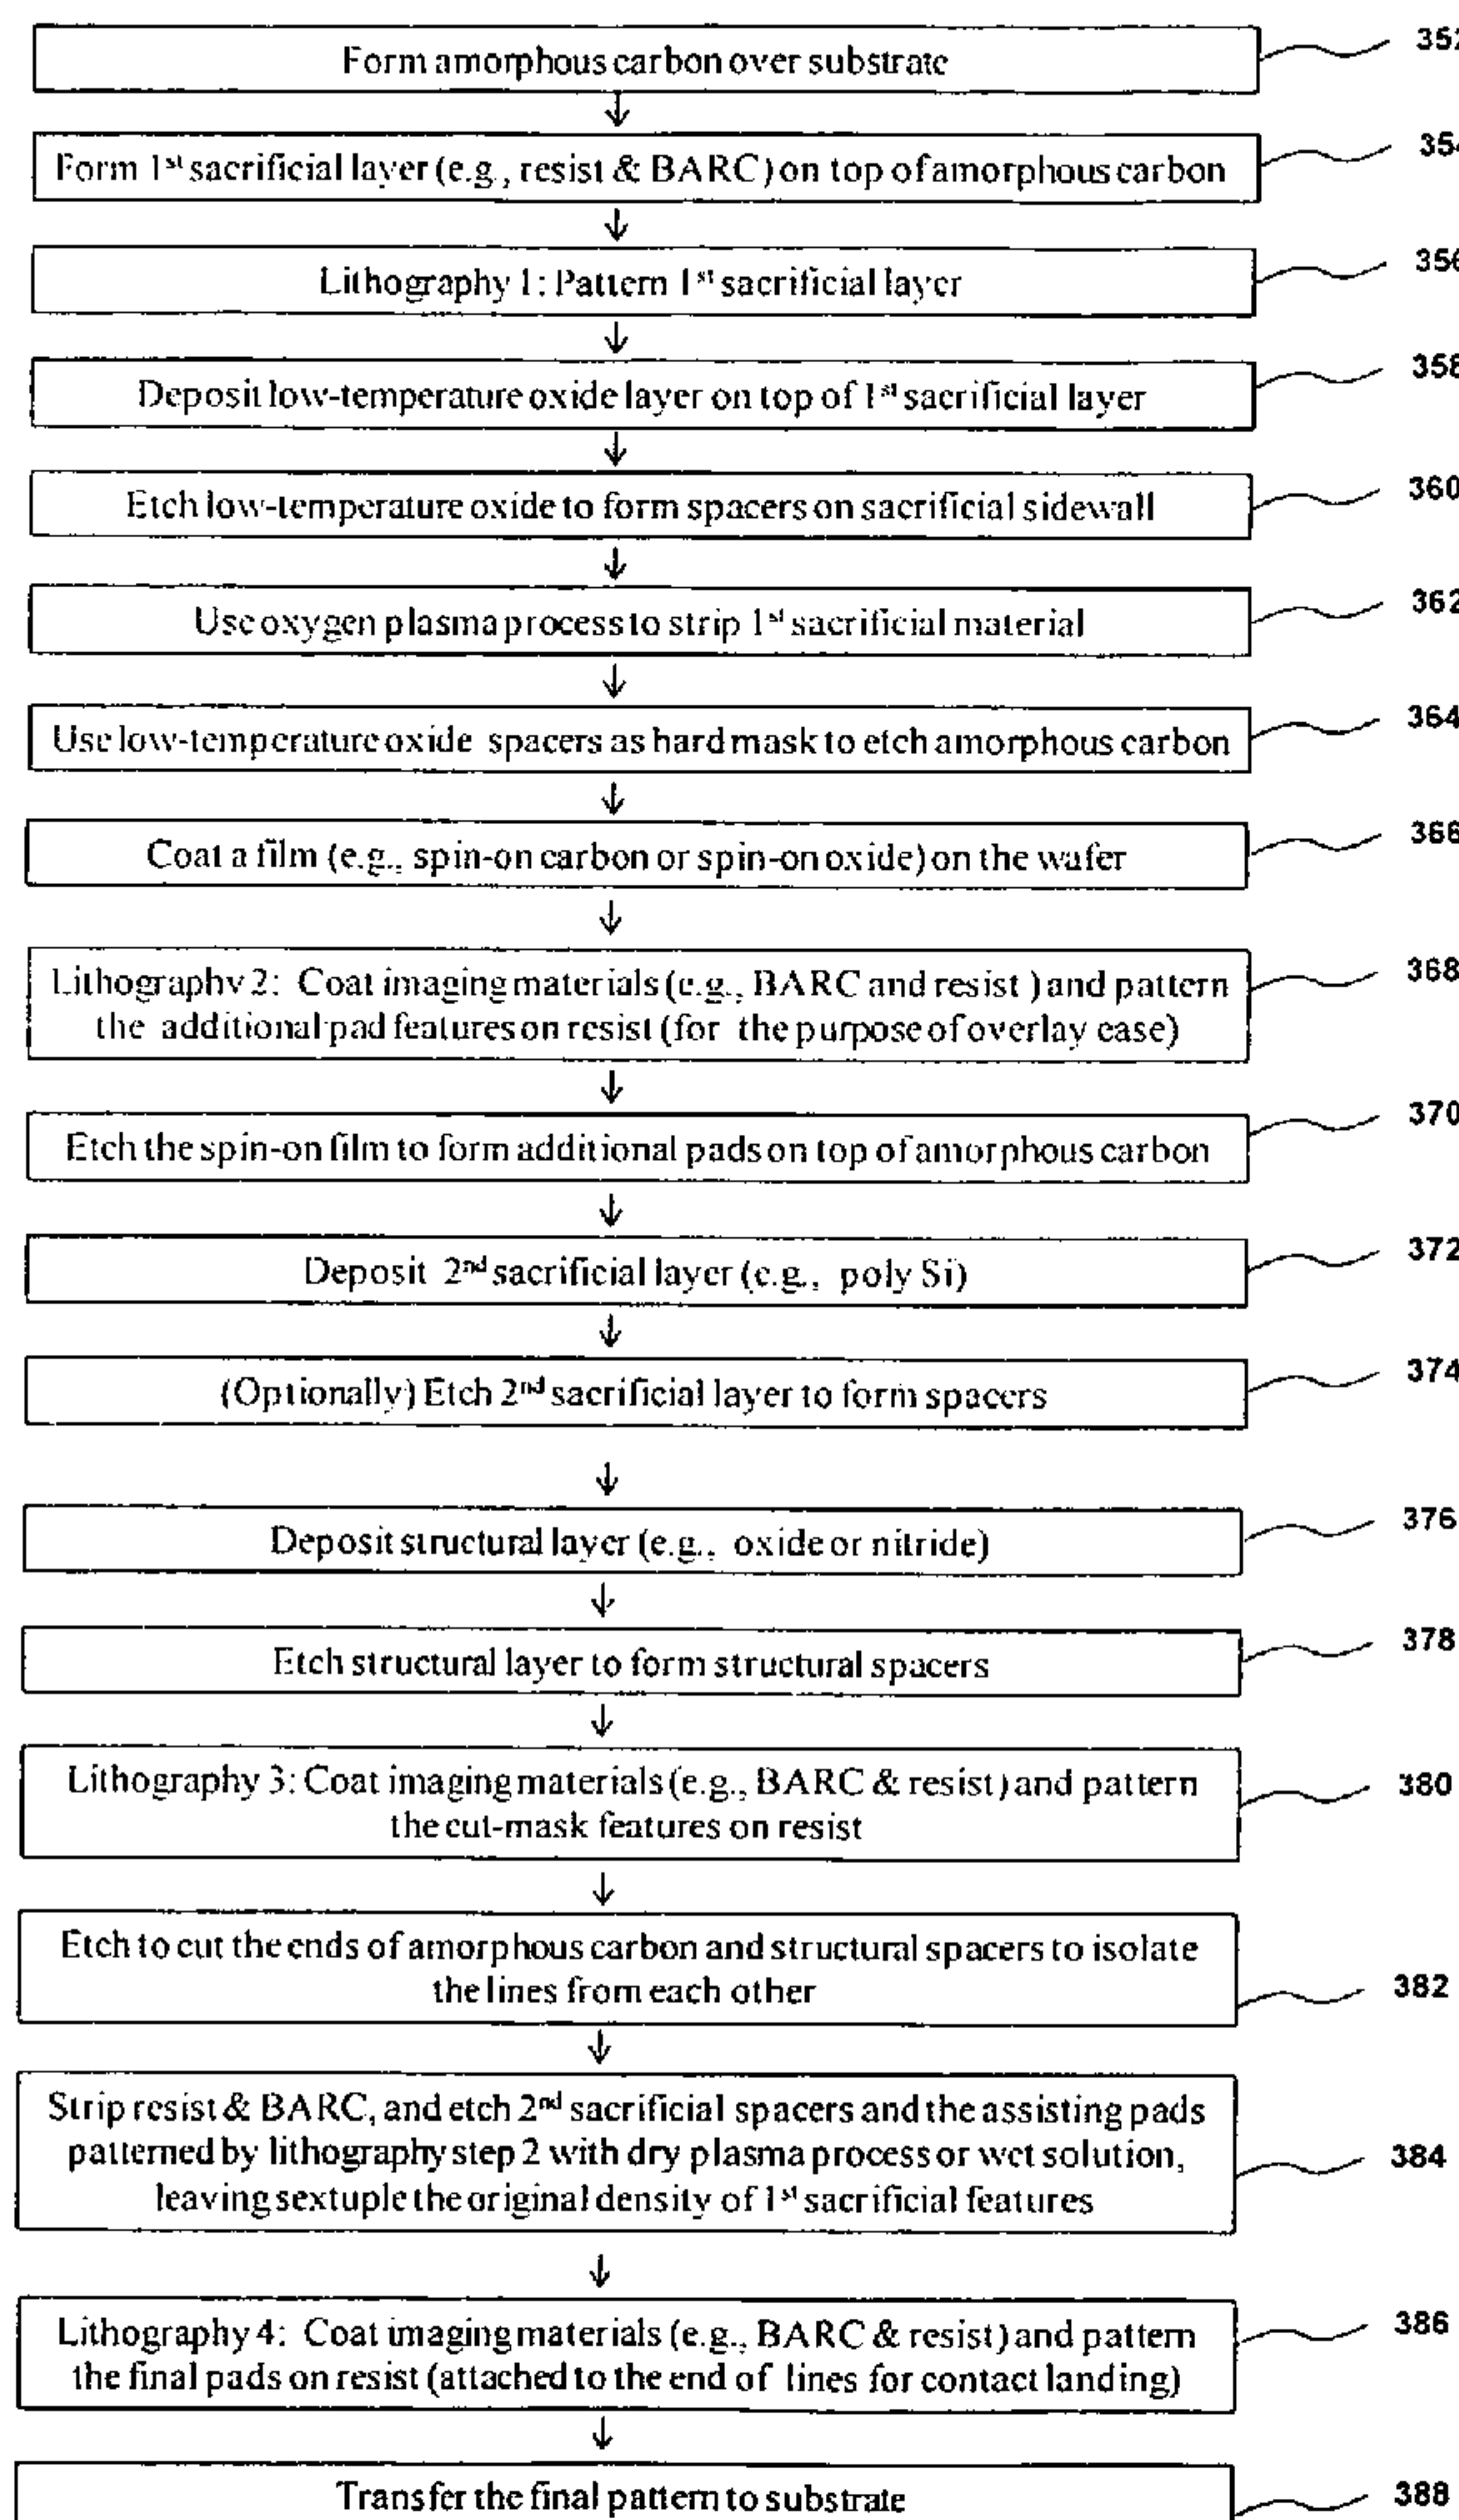 Form amorphous carbon over substrate
352
Form 1st sacrificial layer (e.g., resist & BARC) on top of amorphous carbon
354
Lithography 1: Pattern 1st sacrificial layer
356
Deposit low-temperature oxide layer on top of 1st sacrificial layer
358
Etch low-temperature oxide to form spacers on sacrificial sidewall
360
Use oxygen plasma process to strip 1st sacrificial material
362
Use low-temperature oxide spacers as hard mask to etch amorphous carbon
364
Coat a film (e.g., spin-on carbon or spin-on oxide) on the wafer
366
Lithography 2: Coat imaging materials (e.g., BARC and resist ) and pattern
the additional pad features on resist (for the purpose of overlay ease)
368
Etch the spin-on film to form additional pads on top of amorphous carbon
370
Deposit 2nd sacrificial layer (e.g., poly Si)
372
(Optionally) Etch 2nd sacrificial layer to form spacers
374
Deposit structural layer (e.g., oxide or nitride)
376
Etch structural layer to form structural spacers
378
Lithography 3: Coat imaging materials (e.g., BARC & resist) and pattern
the cut-mask features on resist
380
Etch to cut the ends of amorphous carbon and structural spacers to isolate
the lines from each other
382
Strip resist & BARC, and etch 2nd sacrificial spacers and the assisting pads
patterned by lithography step 2 with dry plasma process or wet solution,
leaving sextuple the original density of 1st sacrificial features
384
Lithography 4: Coat imaging materials (e.g., BARC & resist) and pattern
the final pads on resist (attached to the end of lines for contact landing)
386
Transfer the final pattern to substrate
388